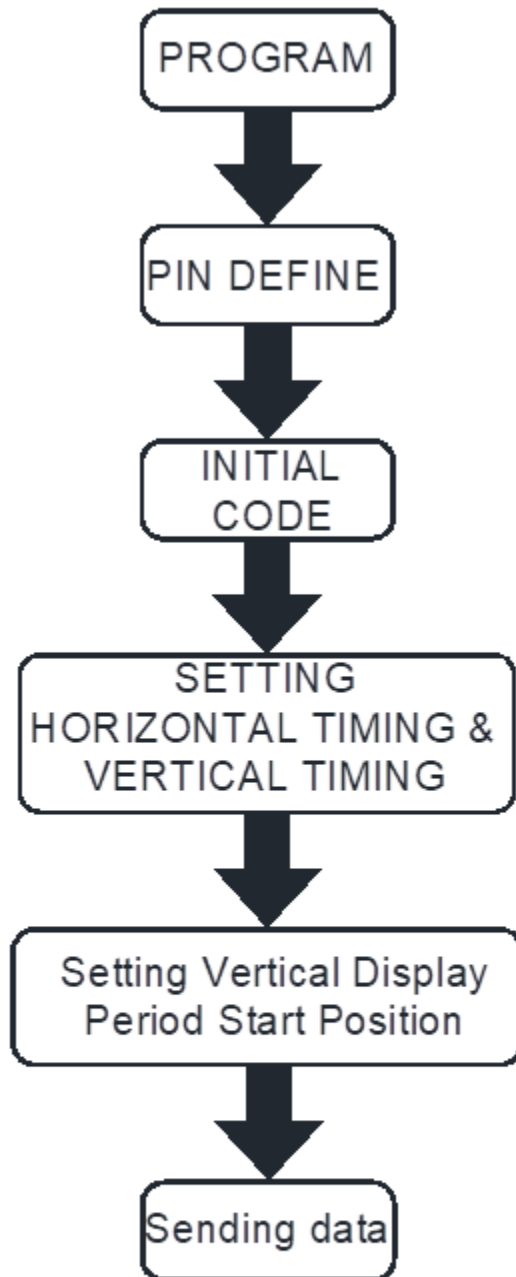 PROGRAM
PIN DEFINE
INITIAL
CODE
SETTING
HORIZONTAL TIMING &
VERTICAL TIMING
Setting Vertical Display
Period Start Position
Sending data